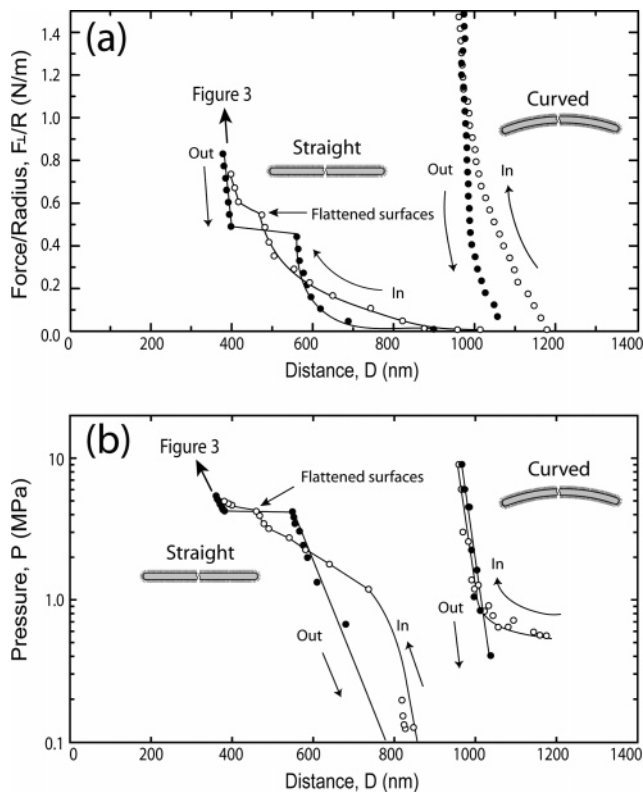 (a)
Force/Radius, F⊥/R (N/m)
1.4
1.2
1.0
0.8
0.6
0.4
0.2
0
Figure 3
Out
Straight
Flattened surfaces
In
Curved
Out
In
0 200 400 600 800 1000 1200 1400
Distance, D (nm)
(b)
Pressure, P (MPa)
10
1.0
0.1
Figure 3
Flattened surfaces
Straight
Out
In
Curved
Out
In
0 200 400 600 800 1000 1200 1400
Distance, D (nm)